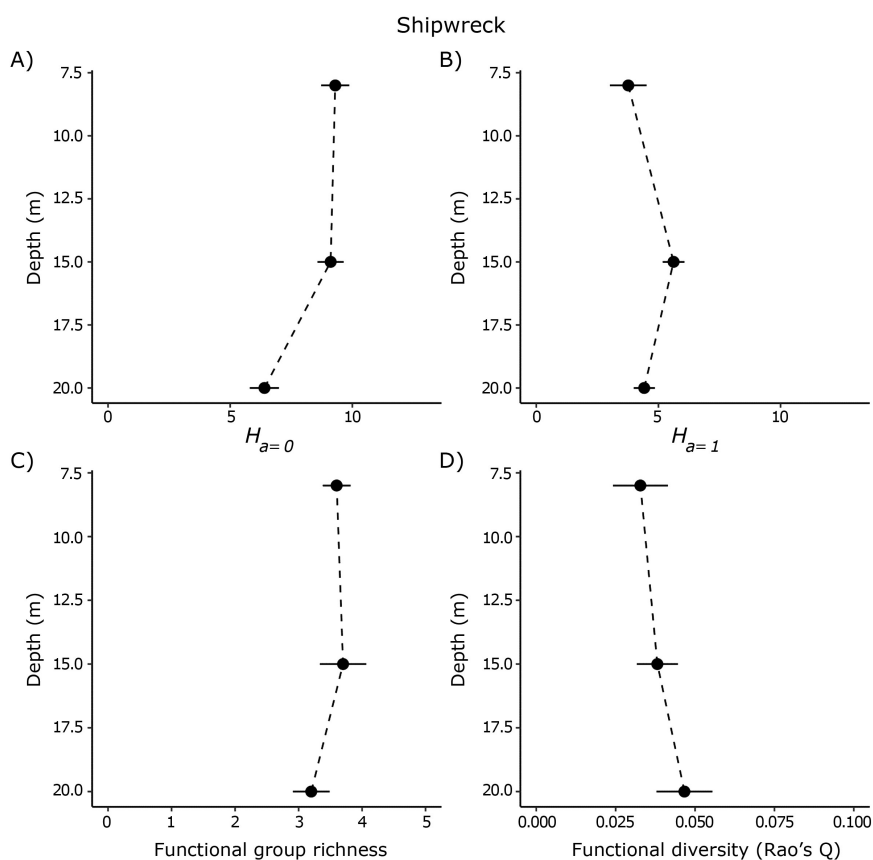 Shipwreck
A)
7.5
10.0
12.5
15.0
17.5
20.0
Depth (m)
0 5 10
Ha=0
B)
7.5
10.0
12.5
15.0
17.5
20.0
Depth (m)
0 5 10
Ha=1
C)
7.5
10.0
12.5
15.0
17.5
20.0
Depth (m)
0 1 2 3 4 5
Functional group richness
D)
7.5
10.0
12.5
15.0
17.5
20.0
Depth (m)
0.000 0.025 0.050 0.075 0.100
Functional diversity (Rao’s Q)